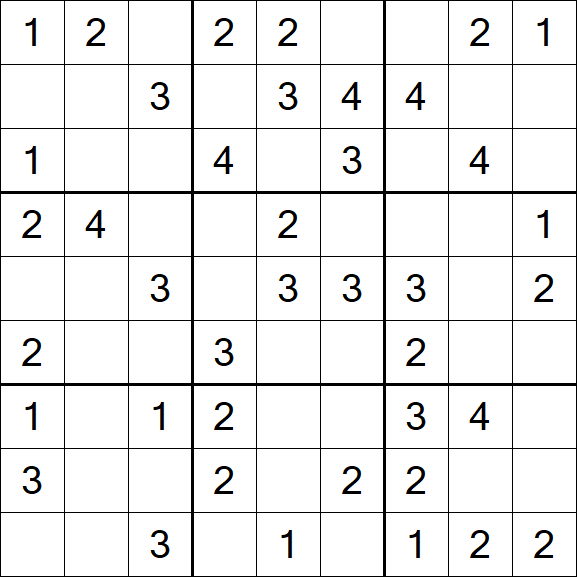 1 2 2 2 2 1
3 3 4 4
1 4 3 4
2 4 2 1
3 3 3 3 2
2 3 2
1 1 2 3 4
3 2 2 2
3 1 1 2 2